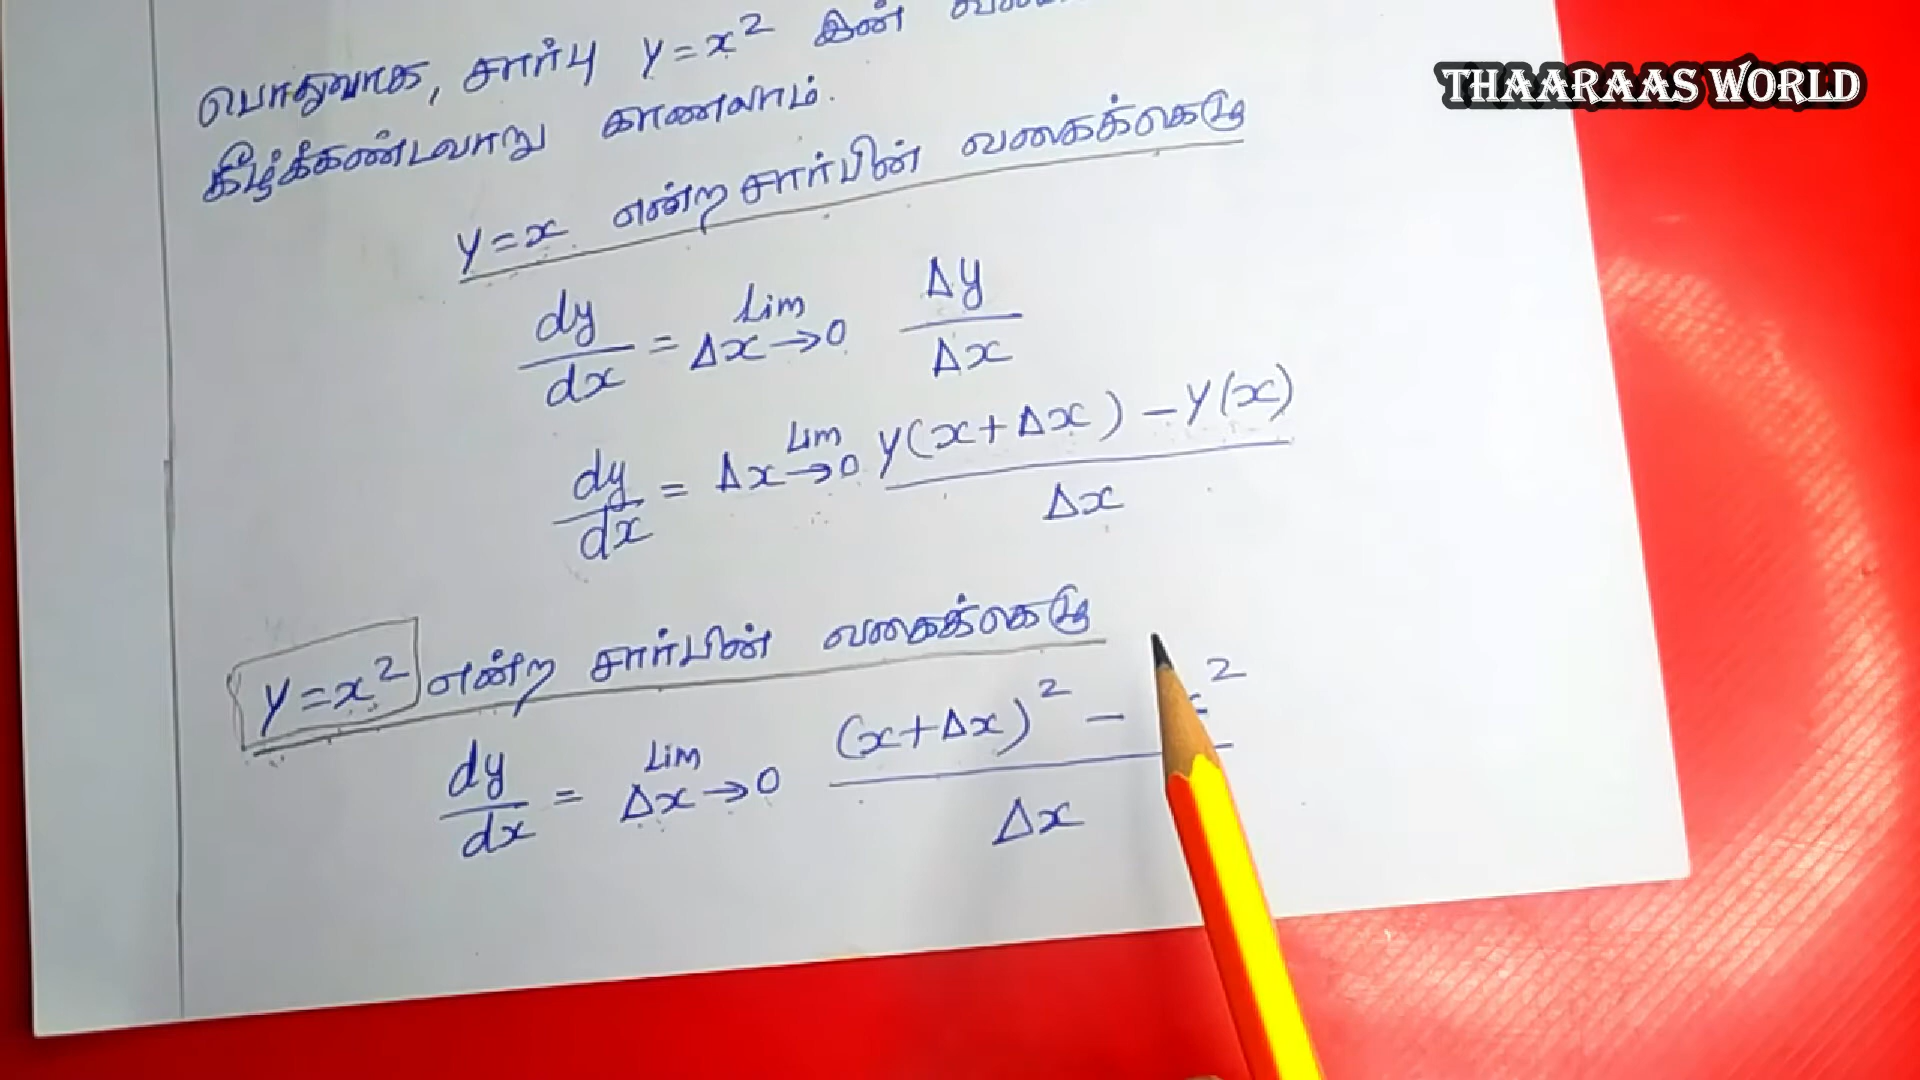 பொதுவாக, சார்பு y = x² இன்
கீழ்க்கண்டவாறு காணலாம்.
THAARAAS WORLD
y = x என்ற சார்பின் வகைக்கெழு
dy/dx = Lim Δx→0 Δy/Δx
dy/dx = Lim Δx→0 y(x+Δx) – y(x) / Δx
y = x² என்ற சார்பின் வகைக்கெழு
dy/dx = Lim Δx→0 (x+Δx)² – x² / Δx